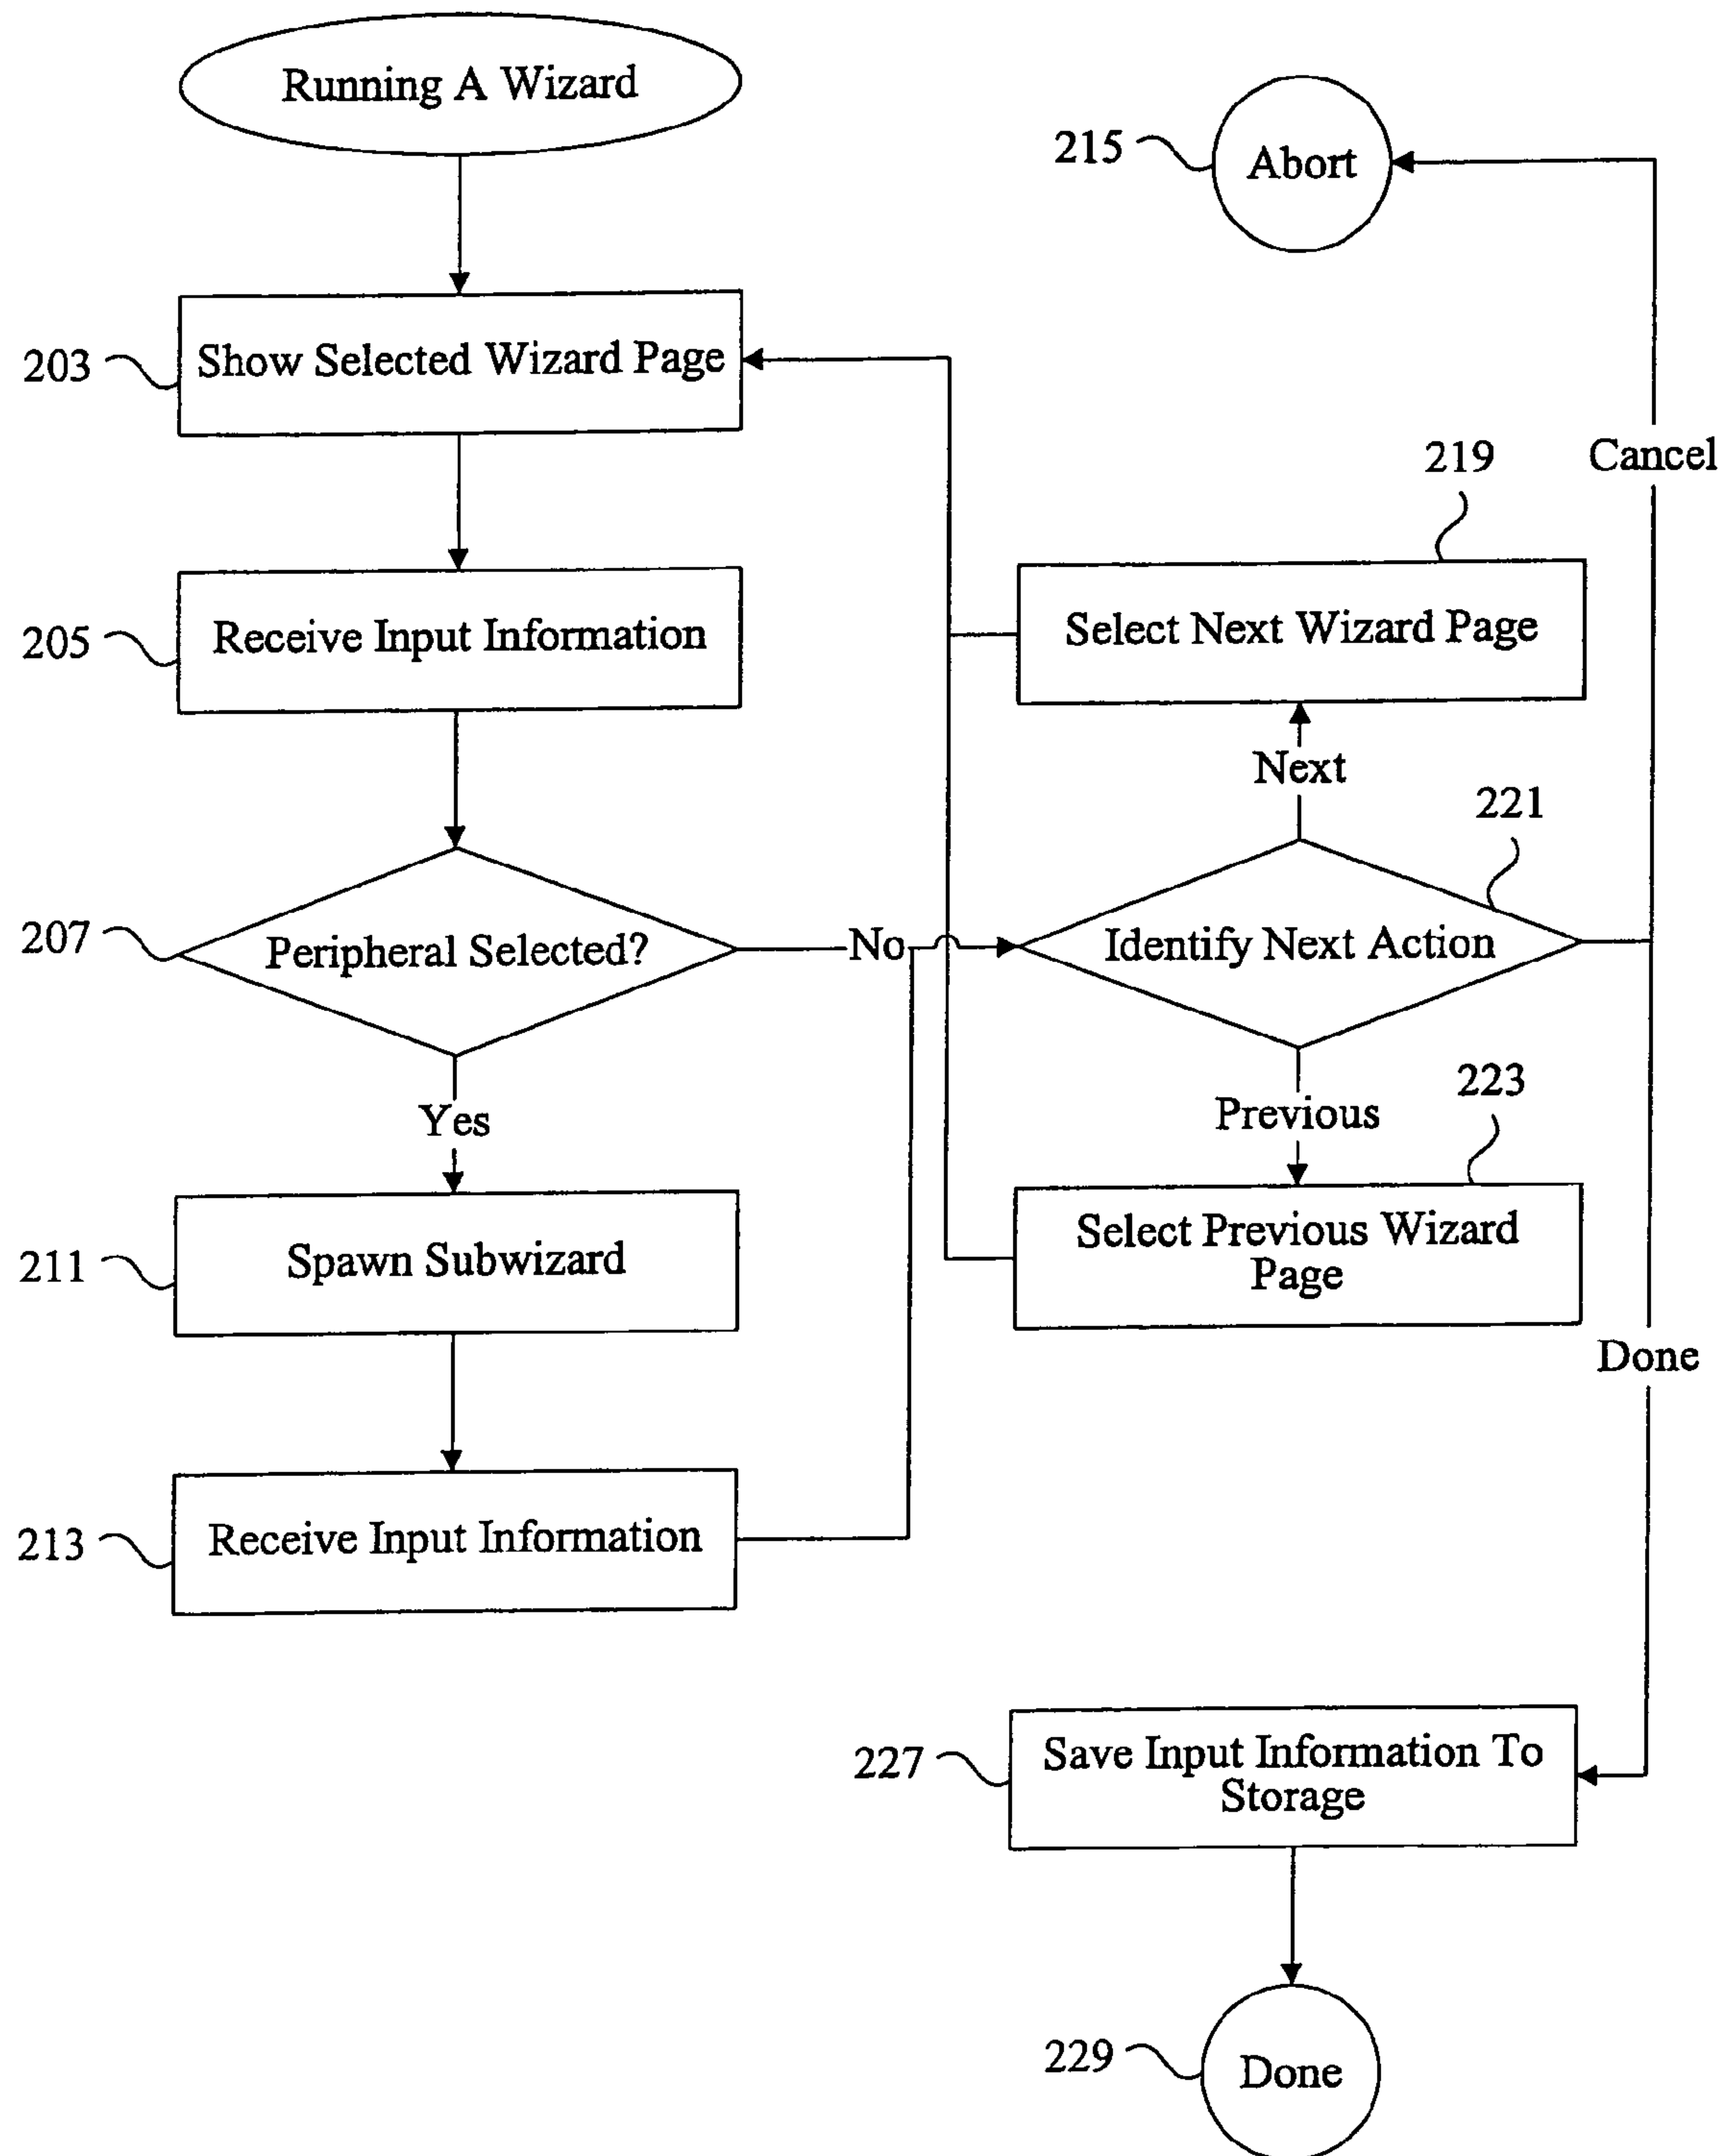 Running A Wizard
215
Abort
203
Show Selected Wizard Page
219
Cancel
205
Receive Input Information
Select Next Wizard Page
Next
221
207
Peripheral Selected?
No
Identify Next Action
Yes
Previous
223
211
Spawn Subwizard
Select Previous Wizard
Page
Done
213
Receive Input Information
227
Save Input Information To
Storage
229
Done